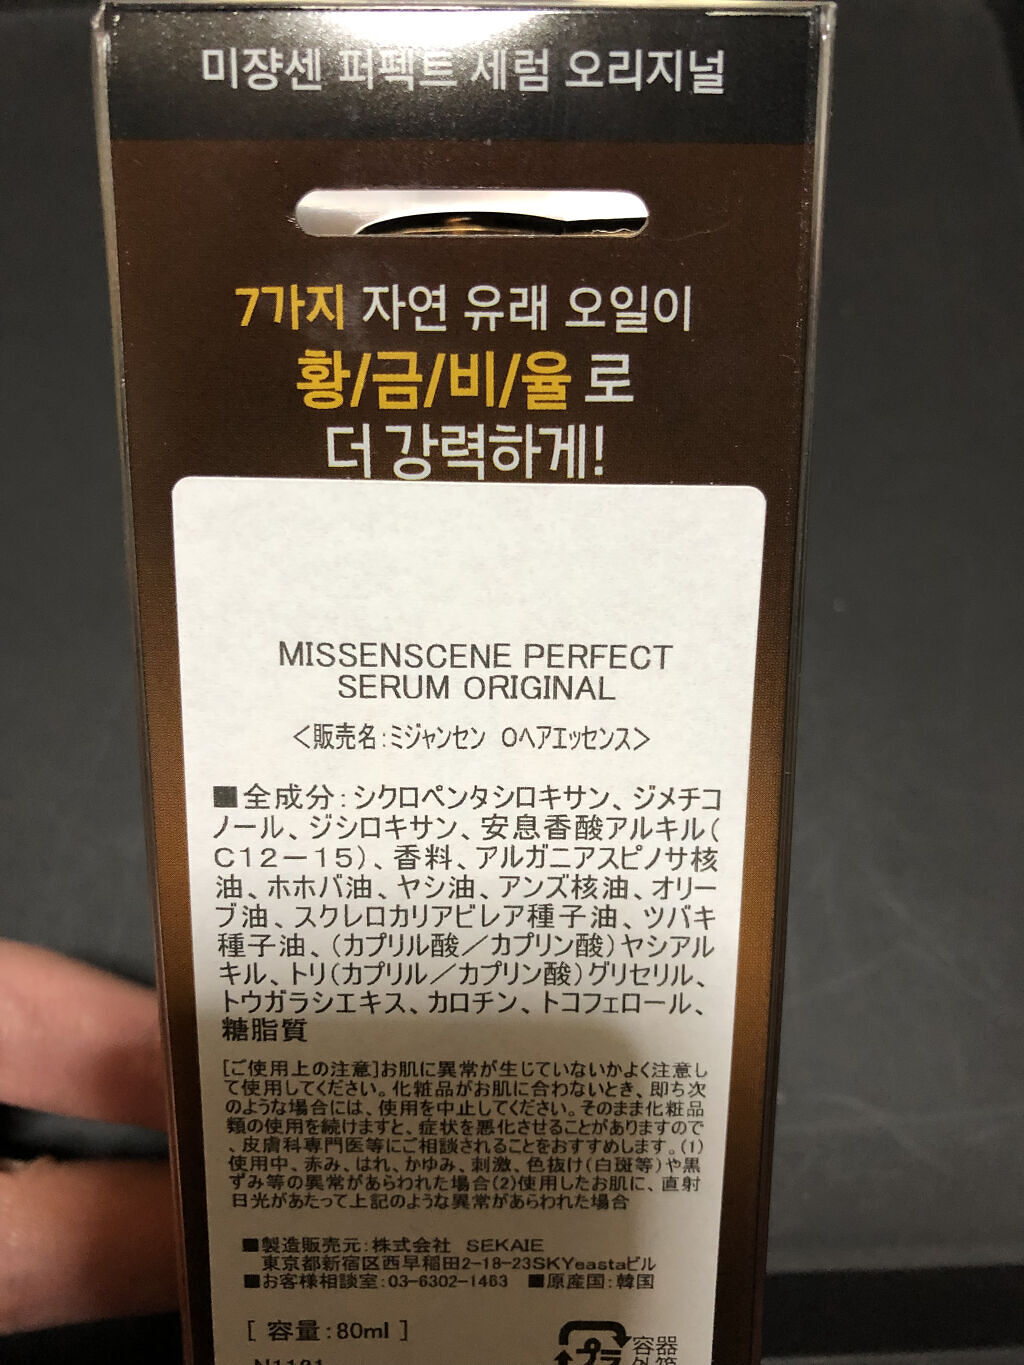 미쟝센 퍼펙트 세럼 오리지널
7가지 자연 유래 오일이
황/금/비/율 로
더 강력하게!
MISSENSCENE PERFECT
SERUM ORIGINAL
<販売名:ミジャンセン Oヘアエッセンス>
■全成分:シクロペンタシロキサン、ジメチコ
ノール、ジシロキサン、安息香酸アルキル(
C12-15)、香料、アルガニアスピノサ核
油、ホホバ油、ヤシ油、アンズ核油、オリー
ブ油、スクレロカリアビレア種子油、ツバキ
種子油、(カプリル酸/カプリン酸)ヤシアル
キル、トリ(カプリル/カプリン酸)グリセリル、
トウガラシエキス、カロチン、トコフェロール、
糖脂質
[ご使用上の注意]お肌に異常が生じていないかよく注意し
て使用してください。化粧品がお肌に合わないとき、即ち次
のような場合には、使用を中止してください。そのまま化粧品
類の使用を続けますと、症状を悪化させることがありますので
、皮膚科専門医等にご相談されることをおすすめします。(1)
使用中、赤み、はれ、かゆみ、刺激、色抜け(白斑等)や黒
ずみ等の異常があらわれた場合(2)使用したお肌に、直射
日光があたって上記のような異常があらわれた場合
■製造販売元:株式会社 SEKAIE
東京都新宿区西早稲田2-18-23SKYeastaビル
■お客様相談室:03-6302-1463 ■原産国:韓国
[ 容量:80ml ]
プラ 容器